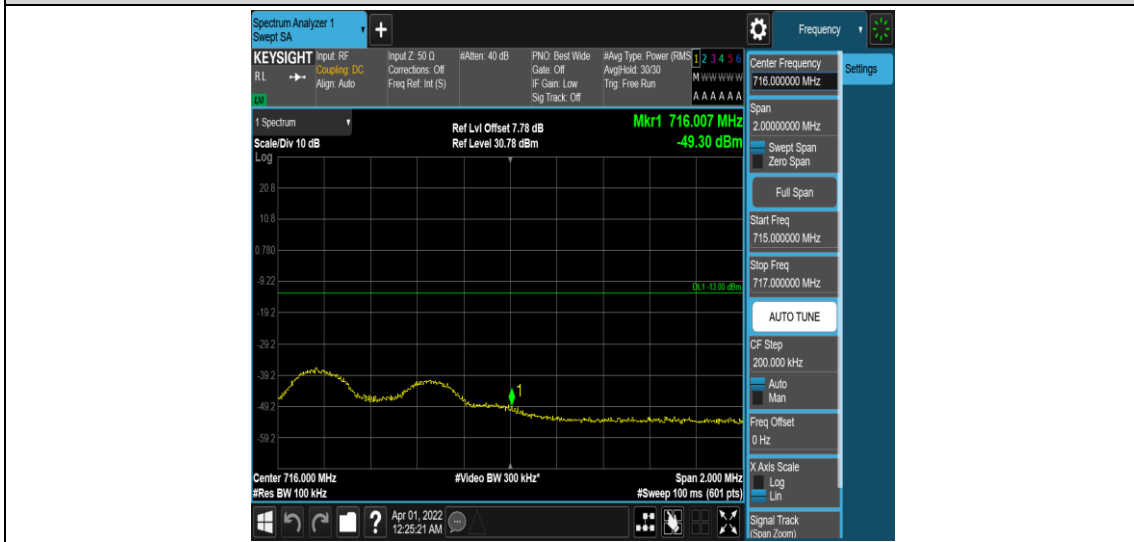 Spectrum Analyzer 1
Swept SA
+
Frequency
KEYSIGHT
RL
LXI
Input: RF
Coupling: DC
Align: Auto
Input Z: 50 Ω
Corrections: Off
Freq Ref: Int (S)
#Atten: 40 dB
PNO: Best Wide
Gate: Off
IF Gain: Low
Sig Track: Off
#Avg Type: Power (RMS
Avg|Hold: 30/30
Trig: Free Run
1 2 3 4 5 6
M W W W W W
A A A A A A
1 Spectrum
Scale/Div 10 dB
Log
Ref Lvl Offset 7.78 dB
Ref Level 30.78 dBm
Mkr1 716.007 MHz
-49.30 dBm
20.8
10.8
0.780
-9.22
DL1 -13.00 dBm
-19.2
-29.2
-39.2
1
-49.2
-59.2
Center 716.000 MHz
#Video BW 300 kHz*
Span 2.000 MHz
#Res BW 100 kHz
#Sweep 100 ms (601 pts)
?
Apr 01, 2022
12:25:21 AM
Center Frequency
716.000000 MHz
Settings
Span
2.00000000 MHz
Swept Span
Zero Span
Full Span
Start Freq
715.000000 MHz
Stop Freq
717.000000 MHz
AUTO TUNE
CF Step
200.000 kHz
Auto
Man
Freq Offset
0 Hz
X Axis Scale
Log
Lin
Signal Track
(Span Zoom)